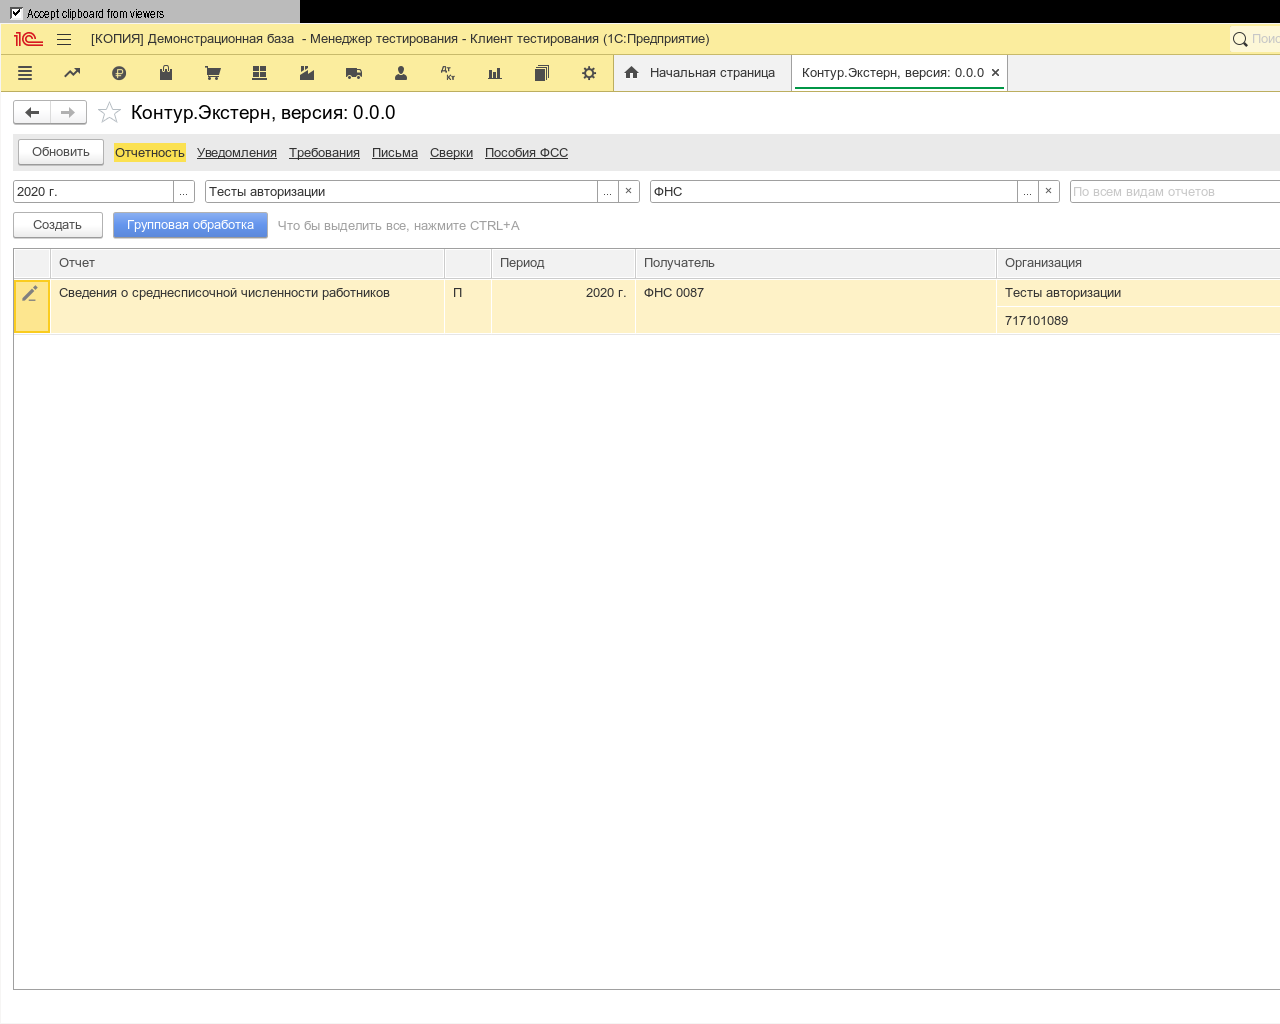 Accept clipboard from viewers
[КОПИЯ] Демонстрационная база - Менеджер тестирования - Клиент тестирования (1С:Предприятие)
Поис
Дт Кт
Начальная страница
Контур.Экстерн, версия: 0.0.0 ×
Контур.Экстерн, версия: 0.0.0
Обновить Отчетность Уведомления Требования Письма Сверки Пособия ФСС
2020 г. ... Тесты авторизации ... × ФНС ... × По всем видам отчетов
Создать Групповая обработка Что бы выделить все, нажмите CTRL+A
Отчет Период Получатель Организация
Сведения о среднесписочной численности работников П 2020 г. ФНС 0087 Тесты авторизации
717101089